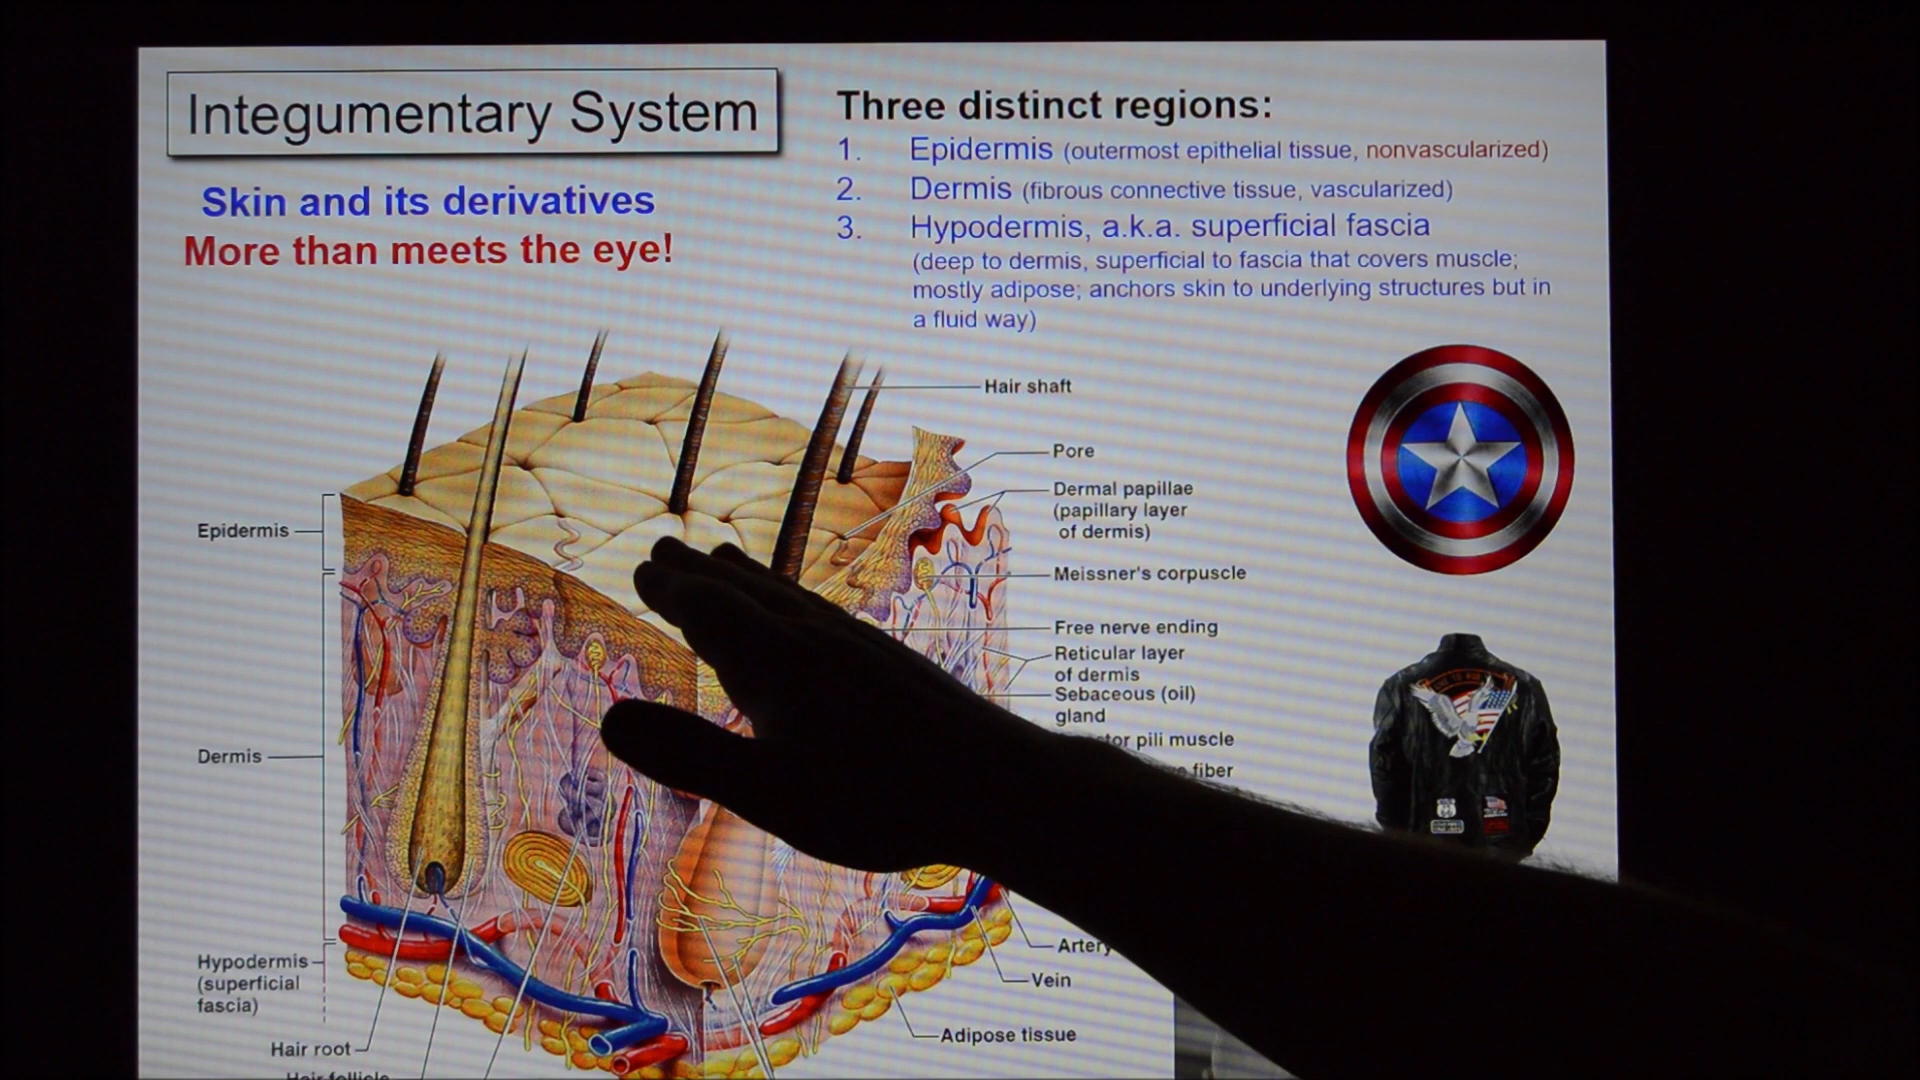 Integumentary System
Skin and its derivatives
More than meets the eye!
Three distinct regions:
1. Epidermis (outermost epithelial tissue, nonvascularized)
2. Dermis (fibrous connective tissue, vascularized)
3. Hypodermis, a.k.a. superficial fascia
(deep to dermis, superficial to fascia that covers muscle;
mostly adipose; anchors skin to underlying structures but in
a fluid way)
Hair shaft
Pore
Dermal papillae
(papillary layer
of dermis)
Meissner's corpuscle
Free nerve ending
Reticular layer
of dermis
Sebaceous (oil)
gland
pili muscle
fiber
Artery
Vein
Adipose tissue
Epidermis
Dermis
Hypodermis
(superficial
fascia)
Hair root
Hair follicle